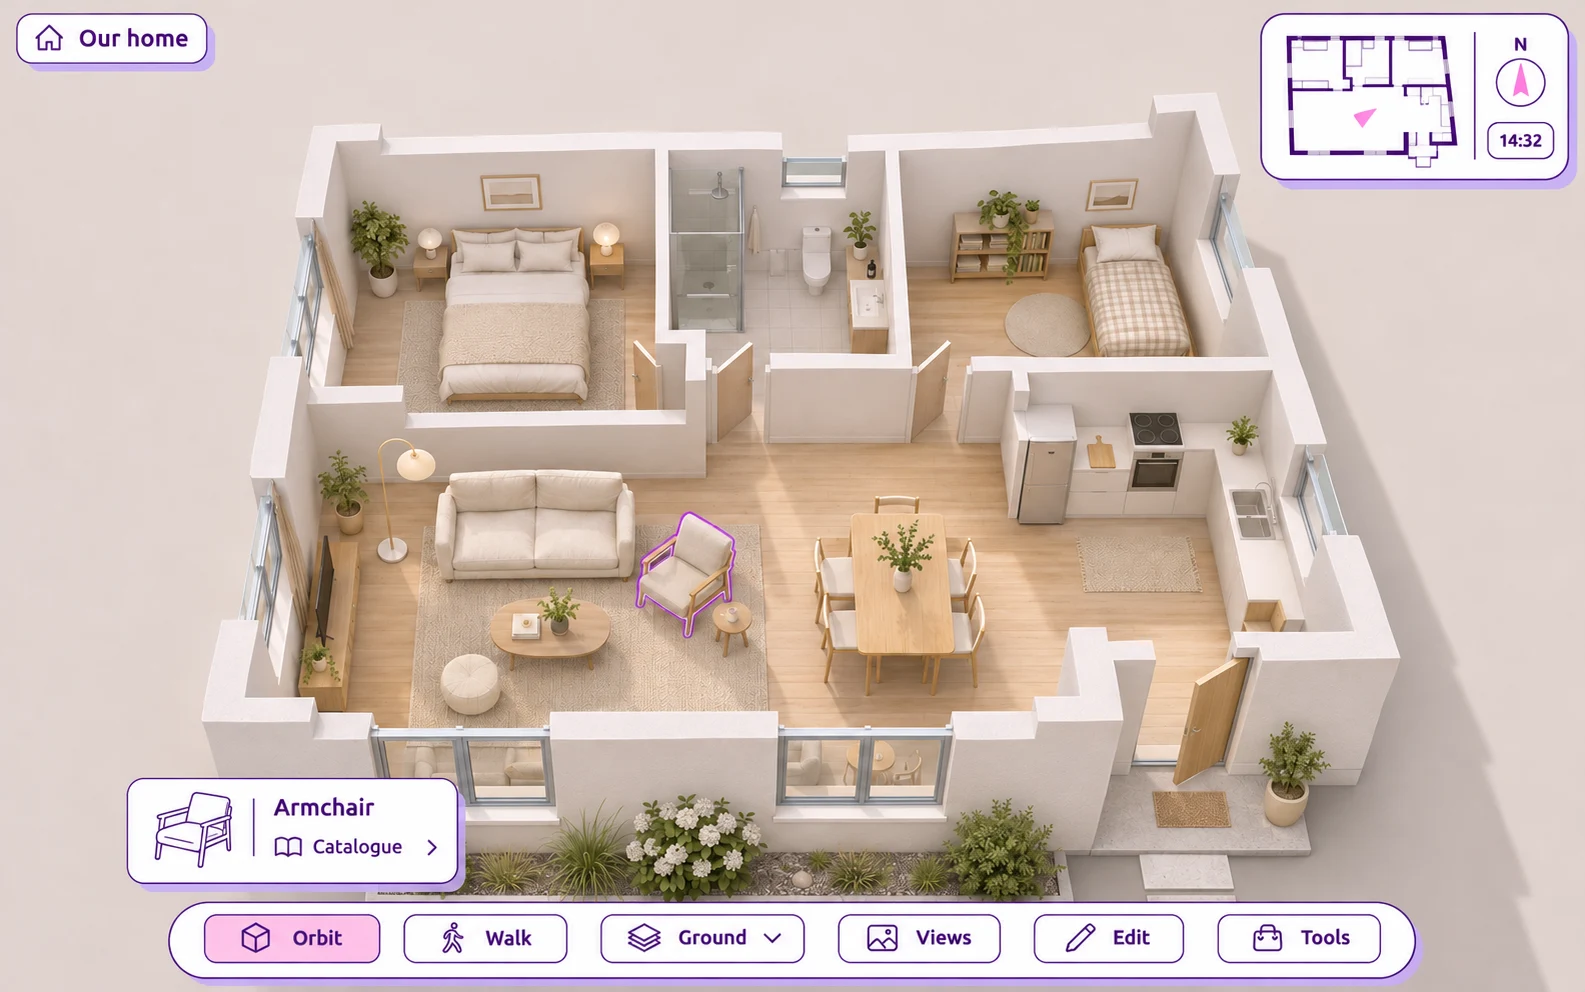 Our home
N
14:32
Armchair
Catalogue
Orbit
Walk
Ground
Views
Edit
Tools